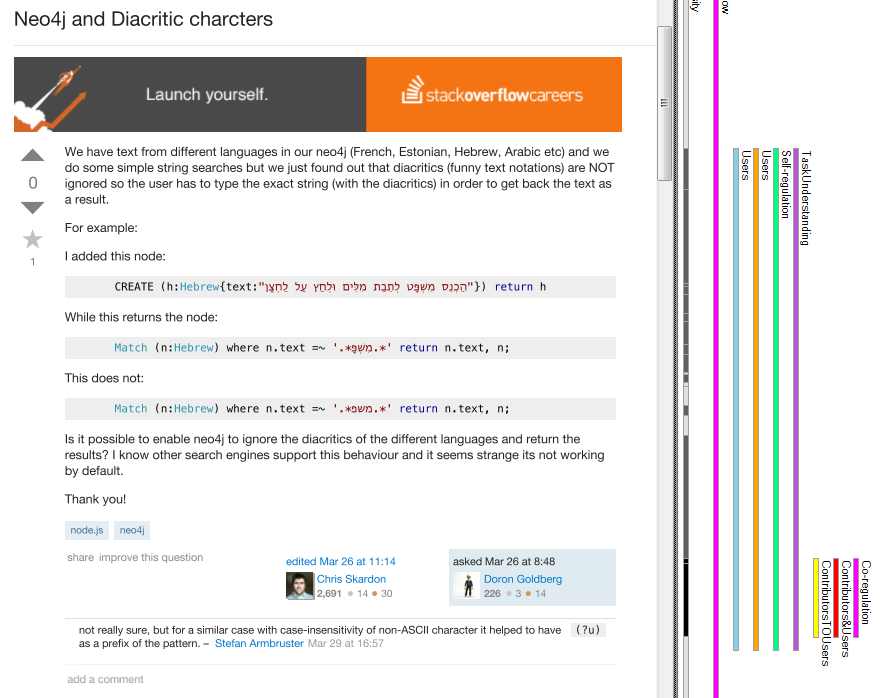 Neo4j and Diacritic charcters
Launch yourself.
stackoverflowcareers
We have text from different languages in our neo4j (French, Estonian, Hebrew, Arabic etc) and we
do some simple string searches but we just found out that diacritics (funny text notations) are NOT
ignored so the user has to type the exact string (with the diacritics) in order to get back the text as
a result.
0
1
For example:
I added this node:
CREATE (h:Hebrew{text:"הַכְנֵס מִשְׁפָּט לְתֵבַת מִלִּים וּלְחַץ עַל לַחְצָן"}) return h
While this returns the node:
Match (n:Hebrew) where n.text =~ '.*מִשְׁפָּ.*' return n.text, n;
This does not:
Match (n:Hebrew) where n.text =~ '.*משפ.*' return n.text, n;
Is it possible to enable neo4j to ignore the diacritics of the different languages and return the
results? I know other search engines support this behaviour and it seems strange its not working
by default.
Thank you!
node.js neo4j
share improve this question
edited Mar 26 at 11:14
Chris Skardon
2,691 14 30
asked Mar 26 at 8:48
Doron Goldberg
226 3 14
not really sure, but for a similar case with case-insensitivity of non-ASCII character it helped to have (?u)
as a prefix of the pattern. – Stefan Armbruster Mar 29 at 16:57
add a comment
ity
ow
Users
Users
Self-regulation
TaskUnderstanding
ContributorsTOUsers
Contributors&Users
Co-regulation